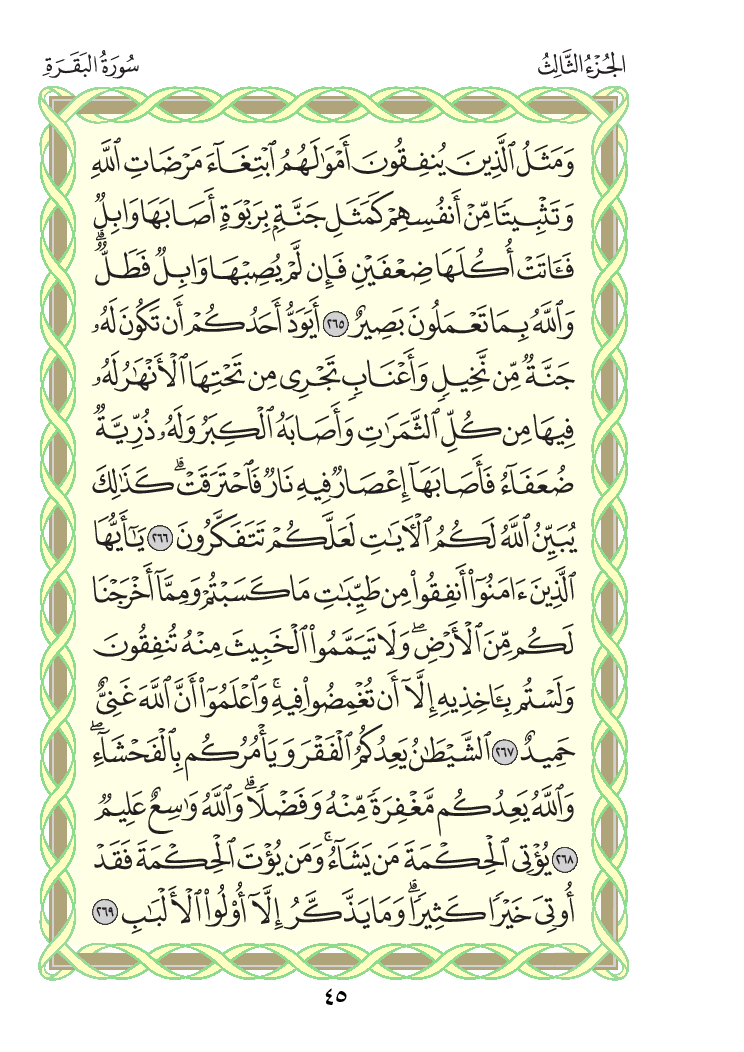 الجُزْءُ الثَّالِثُ
سُورَةُ البَقَرَةِ
وَمَثَلُ ٱلَّذِينَ يُنفِقُونَ أَمْوَٰلَهُمُ ٱبْتِغَآءَ مَرْضَاتِ ٱللَّهِ
وَتَثْبِيتًا مِّنْ أَنفُسِهِمْ كَمَثَلِ جَنَّةٍۭ بِرَبْوَةٍ أَصَابَهَا وَابِلٌ
فَـَٔاتَتْ أُكُلَهَا ضِعْفَيْنِ فَإِن لَّمْ يُصِبْهَا وَابِلٌ فَطَلٌّ ۗ
وَٱللَّهُ بِمَا تَعْمَلُونَ بَصِيرٌ ٢٦٥ أَيَوَدُّ أَحَدُكُمْ أَن تَكُونَ لَهُۥ
جَنَّةٌ مِّن نَّخِيلٍ وَأَعْنَابٍ تَجْرِى مِن تَحْتِهَا ٱلْأَنْهَٰرُ لَهُۥ
فِيهَا مِن كُلِّ ٱلثَّمَرَٰتِ وَأَصَابَهُ ٱلْكِبَرُ وَلَهُۥ ذُرِّيَّةٌ
ضُعَفَآءُ فَأَصَابَهَآ إِعْصَارٌ فِيهِ نَارٌ فَٱحْتَرَقَتْ ۗ كَذَٰلِكَ
يُبَيِّنُ ٱللَّهُ لَكُمُ ٱلْـَٔايَٰتِ لَعَلَّكُمْ تَتَفَكَّرُونَ ٢٦٦ يَٰٓأَيُّهَا
ٱلَّذِينَ ءَامَنُوٓا۟ أَنفِقُوا۟ مِن طَيِّبَٰتِ مَا كَسَبْتُمْ وَمِمَّآ أَخْرَجْنَا
لَكُم مِّنَ ٱلْأَرْضِ ۖ وَلَا تَيَمَّمُوا۟ ٱلْخَبِيثَ مِنْهُ تُنفِقُونَ
وَلَسْتُم بِـَٔاخِذِيهِ إِلَّآ أَن تُغْمِضُوا۟ فِيهِ ۚ وَٱعْلَمُوٓا۟ أَنَّ ٱللَّهَ غَنِىٌّ
حَمِيدٌ ٢٦٧ ٱلشَّيْطَٰنُ يَعِدُكُمُ ٱلْفَقْرَ وَيَأْمُرُكُم بِٱلْفَحْشَآءِ ۖ
وَٱللَّهُ يَعِدُكُم مَّغْفِرَةً مِّنْهُ وَفَضْلًا ۗ وَٱللَّهُ وَٰسِعٌ عَلِيمٌ
٢٦٨ يُؤْتِى ٱلْحِكْمَةَ مَن يَشَآءُ ۚ وَمَن يُؤْتَ ٱلْحِكْمَةَ فَقَدْ
أُوتِىَ خَيْرًا كَثِيرًا ۗ وَمَا يَذَّكَّرُ إِلَّآ أُو۟لُوا۟ ٱلْأَلْبَٰبِ ٢٦٩
٤٥